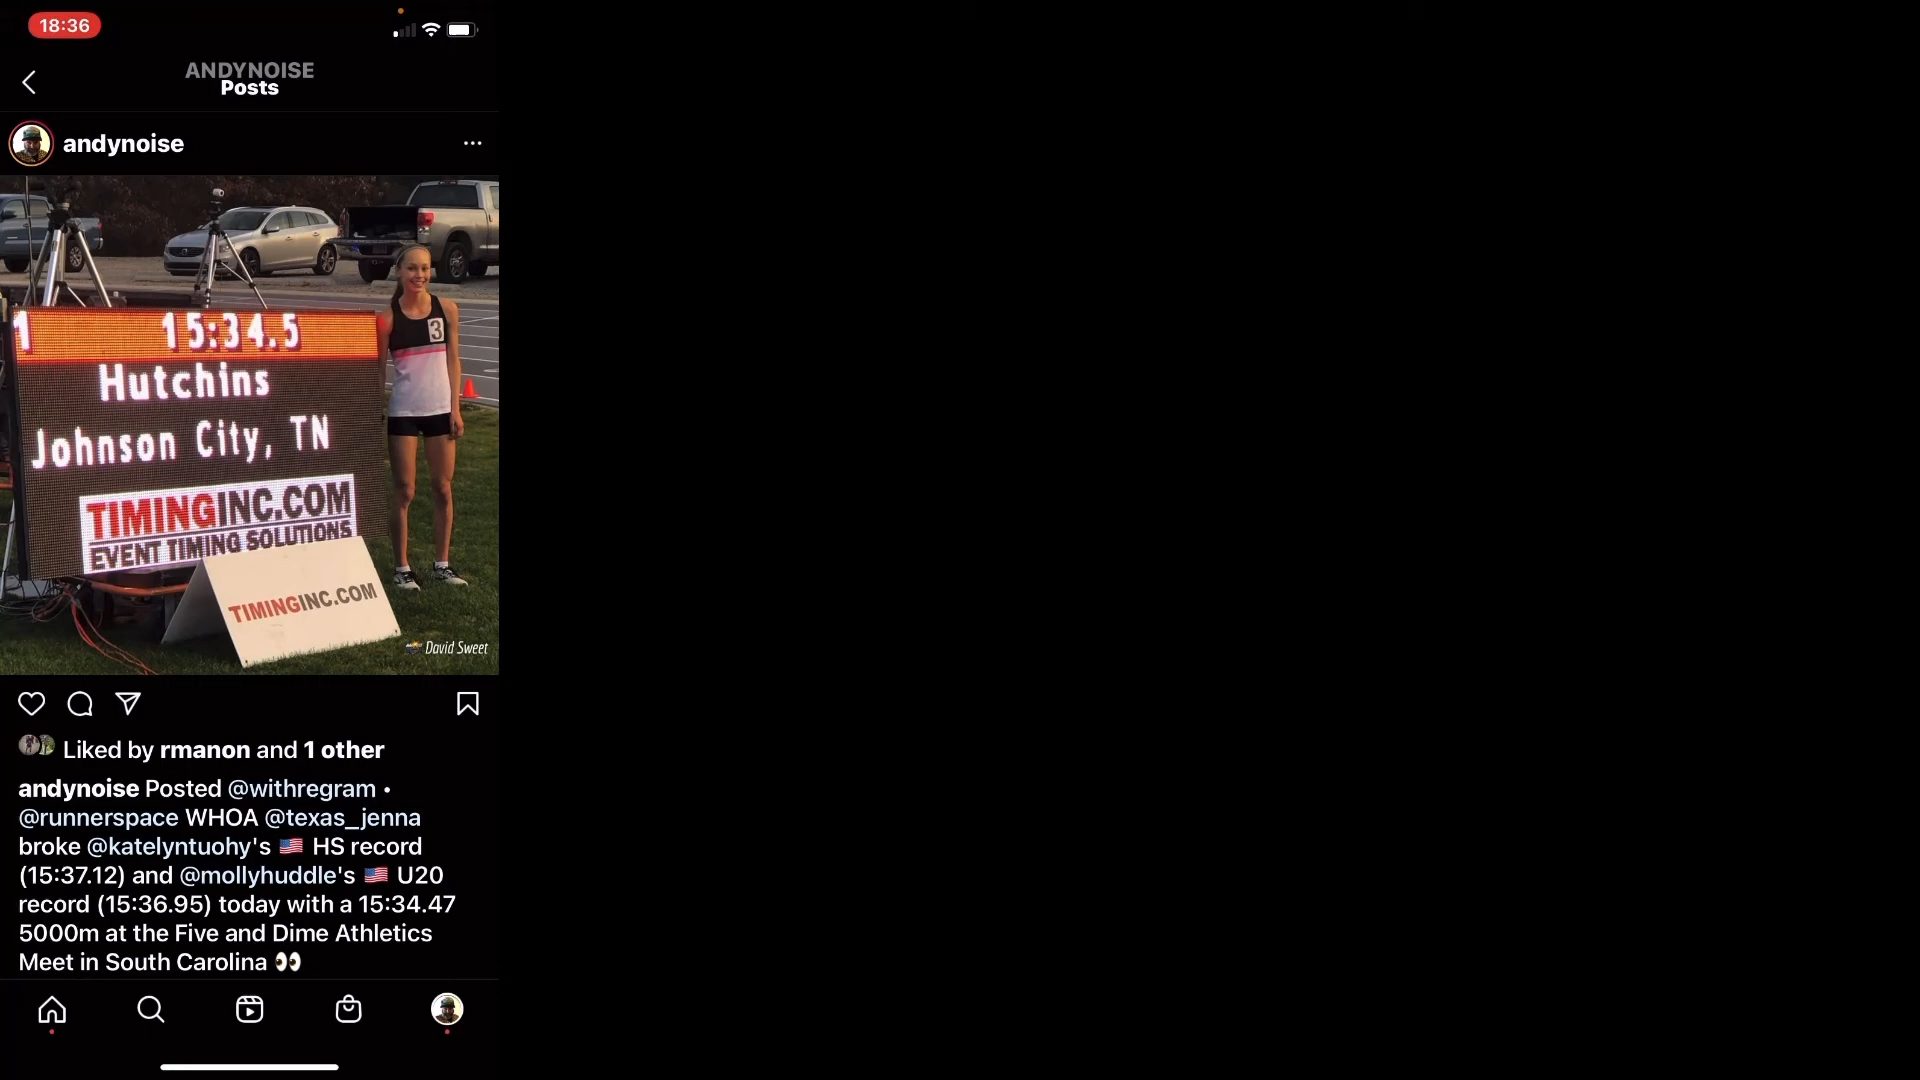 18:36
ANDYNOISE
Posts
andynoise
1 15:34.5
Hutchins
Johnson City, TN
TIMINGINC.COM
EVENT TIMING SOLUTIONS
TIMINGINC.COM
3
David Sweet
Liked by rmanon and 1 other
andynoise Posted @withregram •
@runnerspace WHOA @texas_jenna
broke @katelyntuohy's 🇺🇸 HS record
(15:37.12) and @mollyhuddle's 🇺🇸 U20
record (15:36.95) today with a 15:34.47
5000m at the Five and Dime Athletics
Meet in South Carolina 👀